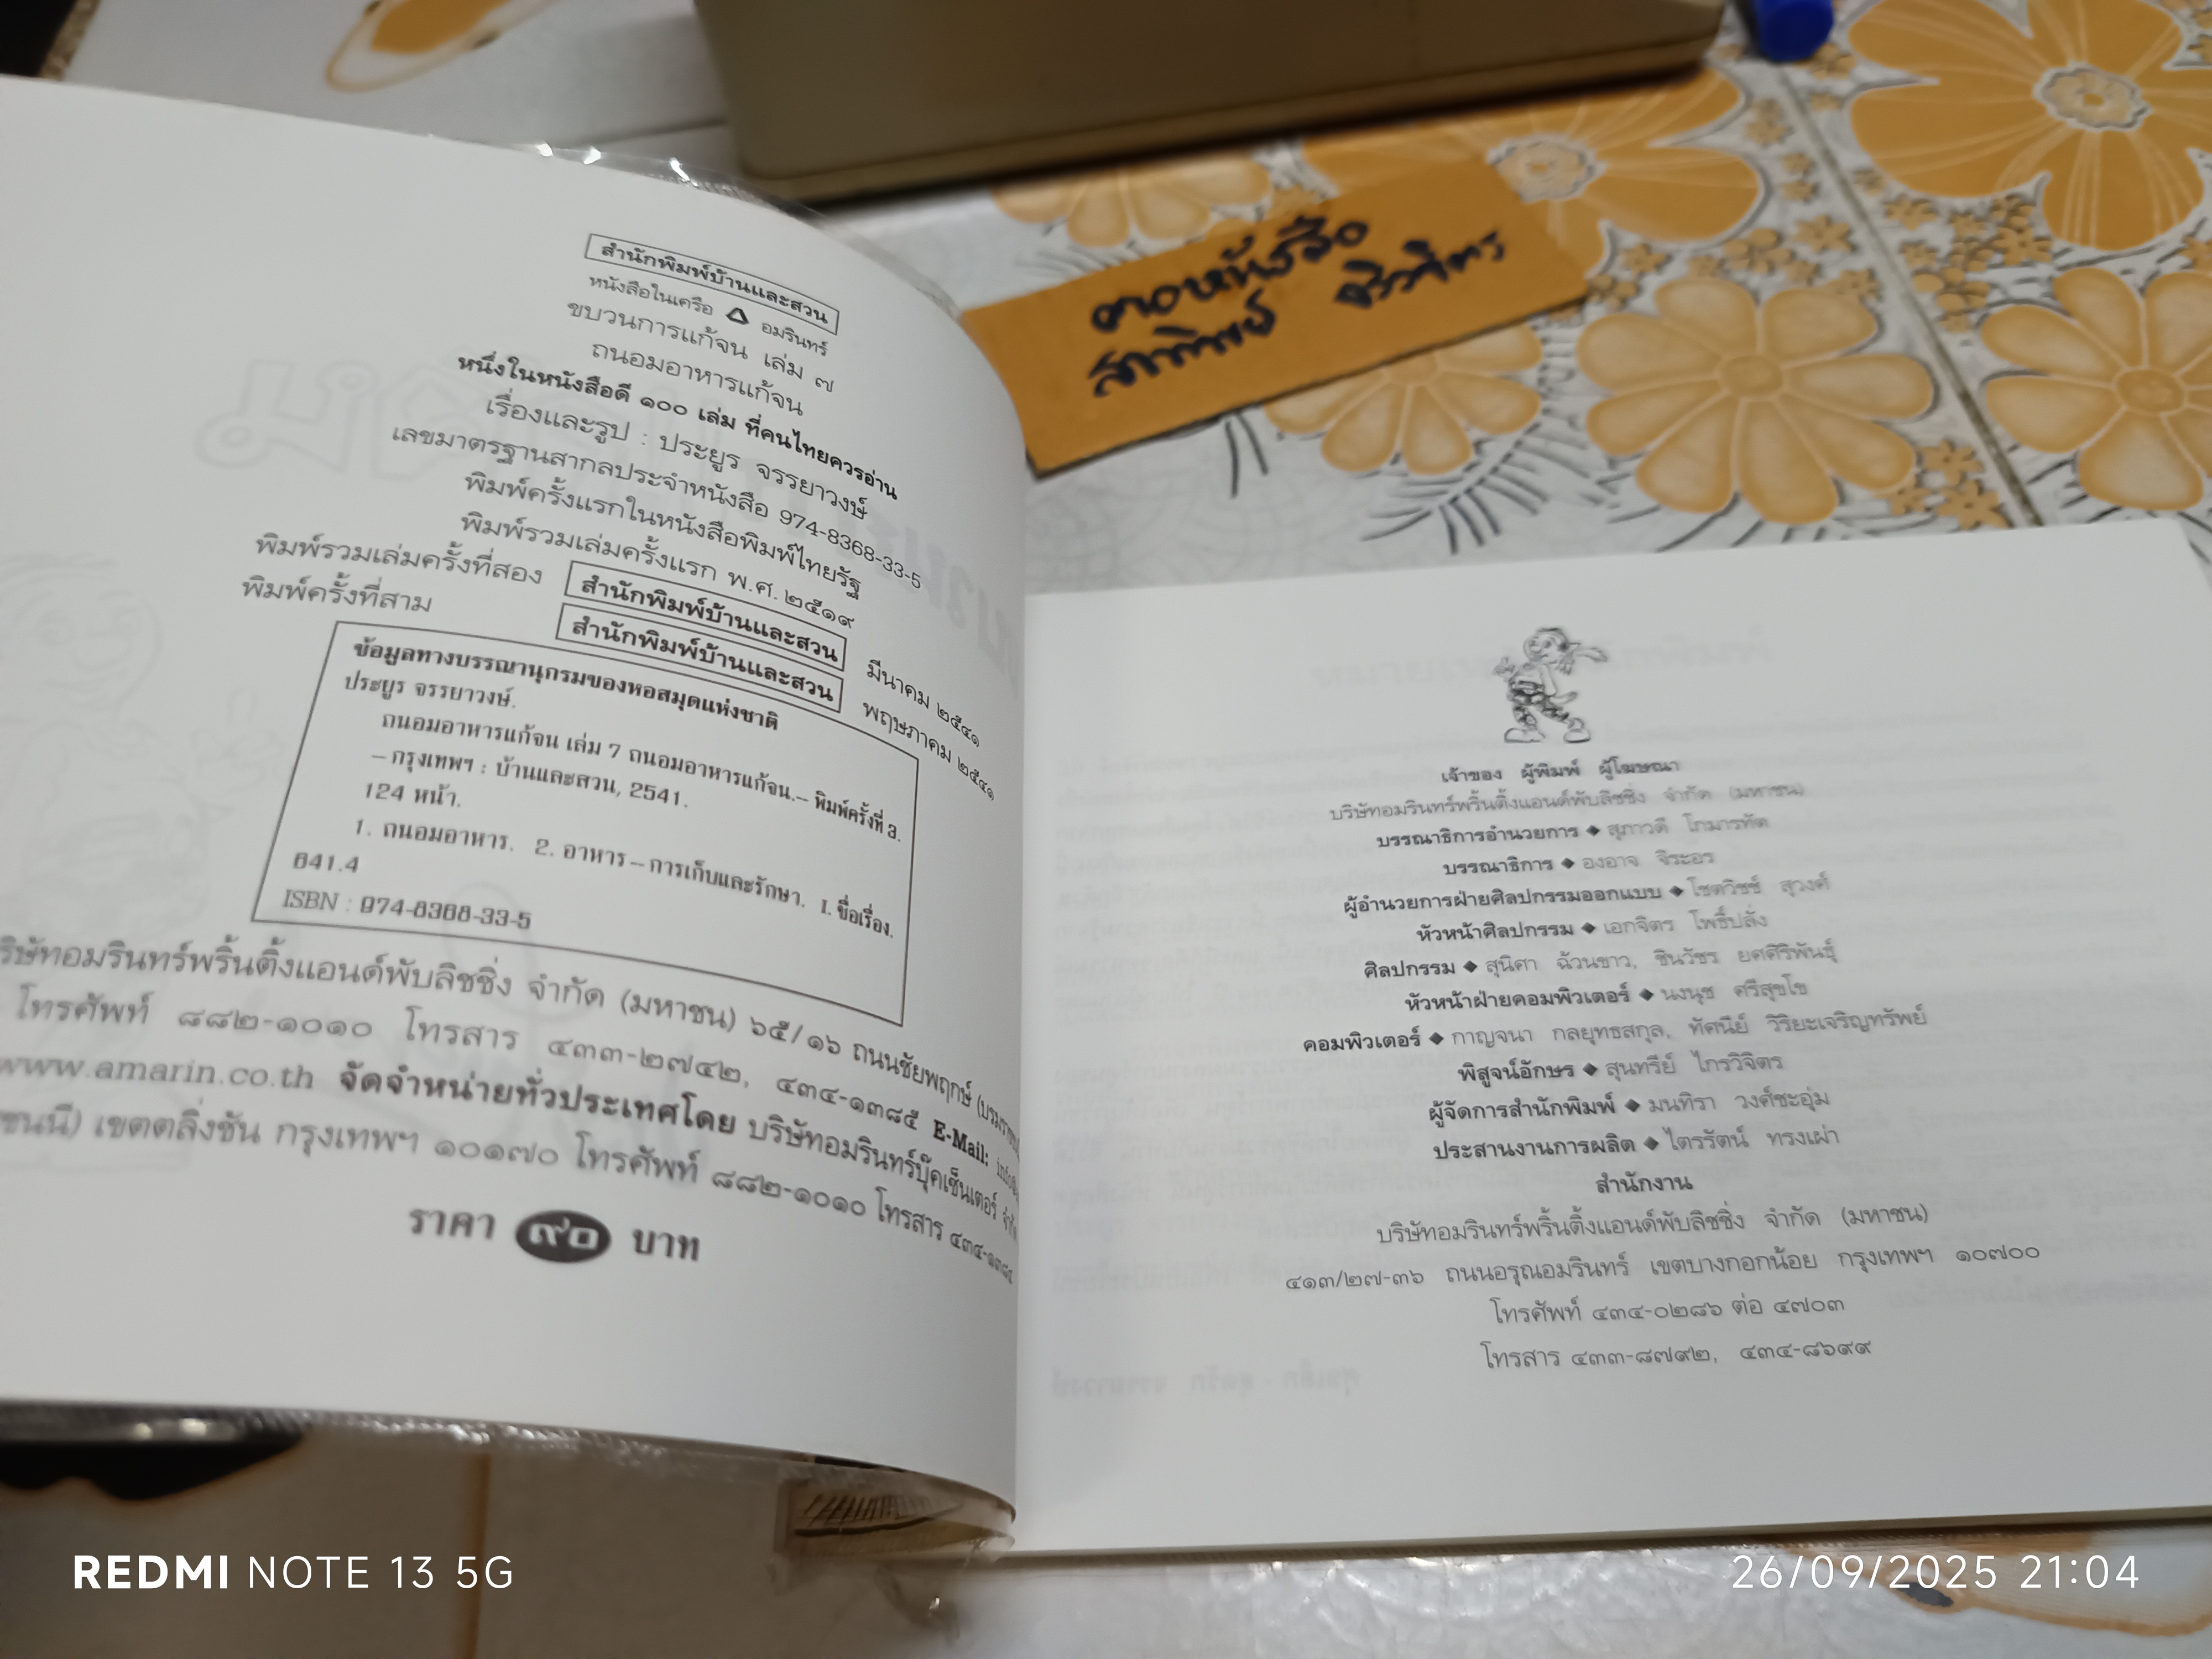 สำนักพิมพ์บ้านและสวน
หนังสือในเครือ อมรินทร์
ขบวนการแก้จน เล่ม ๗
ถนอมอาหารแก้จน
หนึ่งในหนังสือดี ๑๐๐ เล่ม ที่คนไทยควรอ่าน
เรื่องและรูป : ประยูร จรรยาวงษ์
เลขมาตรฐานสากลประจำหนังสือ 974-8368-33-5
พิมพ์ครั้งแรกในหนังสือพิมพ์ไทยรัฐ
พิมพ์รวมเล่มครั้งแรก พ.ศ. ๒๕๑๙
พิมพ์รวมเล่มครั้งที่สอง สำนักพิมพ์บ้านและสวน มีนาคม ๒๕๔๑
พิมพ์ครั้งที่สาม สำนักพิมพ์บ้านและสวน พฤษภาคม ๒๕๔๑
ข้อมูลทางบรรณานุกรมของหอสมุดแห่งชาติ
ประยูร จรรยาวงษ์.
ถนอมอาหารแก้จน เล่ม 7 ถนอมอาหารแก้จน.– พิมพ์ครั้งที่ 3.
– กรุงเทพฯ : บ้านและสวน, 2541.
124 หน้า.
1. ถนอมอาหาร. 2. อาหาร – การเก็บและรักษา. I. ชื่อเรื่อง.
641.4
ISBN : 974-8368-33-5
ริษัทอมรินทร์พริ้นติ้งแอนด์พับลิชชิ่ง จำกัด (มหาชน) ๖๕/๑๖ ถนนชัยพฤกษ์ (บรมราชชน
โทรศัพท์ ๘๘๒-๑๐๑๐ โทรสาร ๔๓๓-๒๗๔๒, ๔๓๔-๑๓๘๕ E-Mail: info@
www.amarin.co.th จัดจำหน่ายทั่วประเทศโดย บริษัทอมรินทร์บุ๊คเซ็นเตอร์ จำกั
ชนนี) เขตตลิ่งชัน กรุงเทพฯ ๑๐๑๗๐ โทรศัพท์ ๘๘๒-๑๐๑๐ โทรสาร ๔๓๔-๑๓๘๕
ราคา ๙๐ บาท
ฅอหนังสือ
สาทิพย์ ชีวจิตร
เจ้าของ ผู้พิมพ์ ผู้โฆษณา
บริษัทอมรินทร์พริ้นติ้งแอนด์พับลิชชิ่ง จำกัด (มหาชน)
บรรณาธิการอำนวยการ ◆ สุภาวดี โกมารทัต
บรรณาธิการ ◆ องอาจ จิระอร
ผู้อำนวยการฝ่ายศิลปกรรมออกแบบ ◆ โชตวิชช์ สุวงศ์
หัวหน้าศิลปกรรม ◆ เอกจิตร โพธิ์ปลั่ง
ศิลปกรรม ◆ สุนิศา ฉ้วนขาว, ชินวัชร ยศศิริพันธุ์
หัวหน้าฝ่ายคอมพิวเตอร์ ◆ นงนุช ศรีสุขโข
คอมพิวเตอร์ ◆ กาญจนา กลยุทธสกุล, ทัศนีย์ วิริยะเจริญทรัพย์
พิสูจน์อักษร ◆ สุนทรีย์ ไกรวิจิตร
ผู้จัดการสำนักพิมพ์ ◆ มนทิรา วงศ์ชะอุ่ม
ประสานงานการผลิต ◆ ไตรรัตน์ ทรงเผ่า
สำนักงาน
บริษัทอมรินทร์พริ้นติ้งแอนด์พับลิชชิ่ง จำกัด (มหาชน)
๔๑๓/๒๗-๓๖ ถนนอรุณอมรินทร์ เขตบางกอกน้อย กรุงเทพฯ ๑๐๗๐๐
โทรศัพท์ ๔๓๔-๐๒๘๖ ต่อ ๔๗๐๓
โทรสาร ๔๓๓-๘๗๙๒, ๔๓๔-๘๖๙๙
REDMI NOTE 13 5G
26/09/2025 21:04